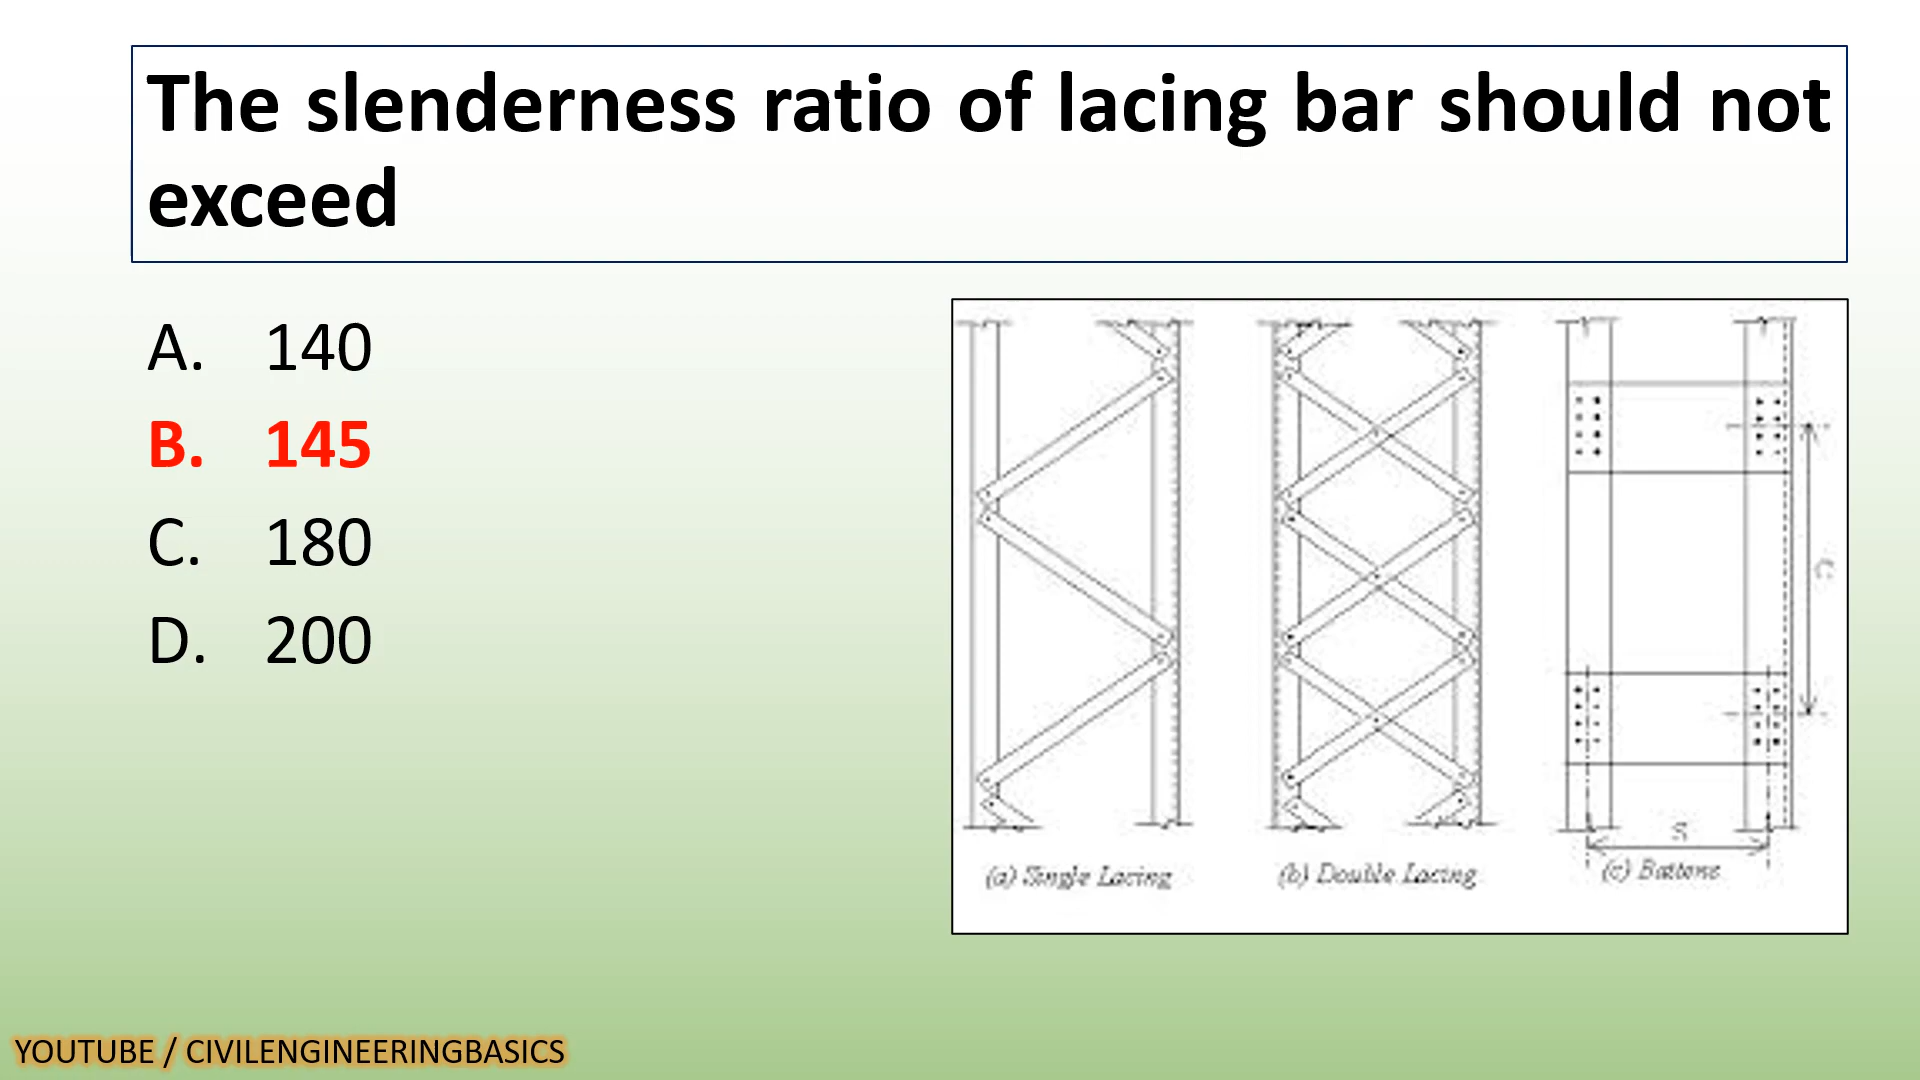 The slenderness ratio of lacing bar should not
exceed
A. 140
B. 145
C. 180
D. 200
C
S
(a) Single Lacing
(b) Double Lacing
(c) Battens
YOUTUBE / CIVILENGINEERINGBASICS